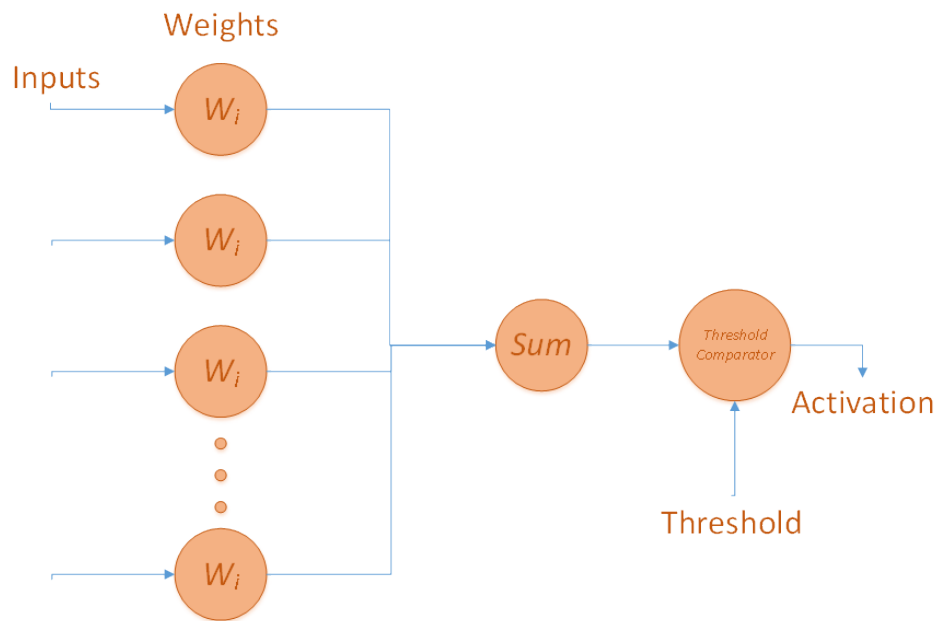 Weights
Inputs
Wi
Wi
Wi
Wi
Sum
Threshold
Comparator
Activation
Threshold